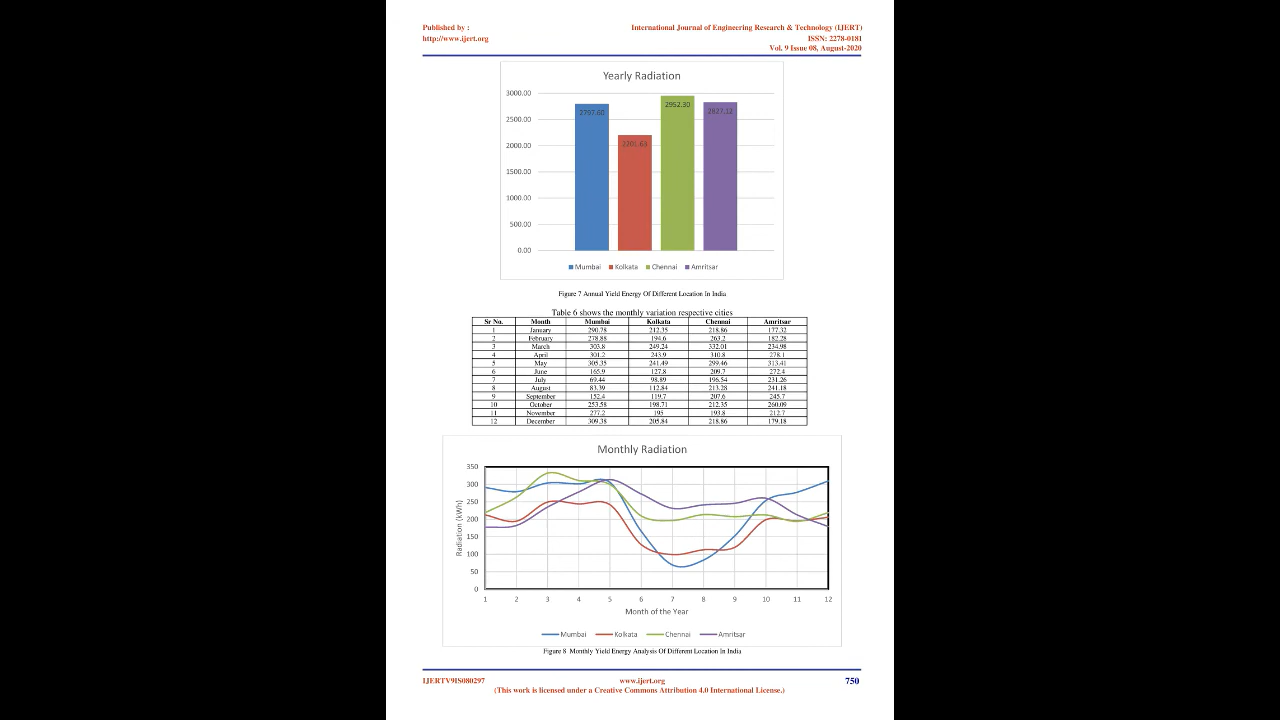 Published by :
http://www.ijert.org
International Journal of Engineering Research & Technology (IJERT)
ISSN: 2278-0181
Vol. 9 Issue 08, August-2020
Yearly Radiation
3000.00
2500.00
2000.00
1500.00
1000.00
500.00
0.00
2797.60
2201.63
2952.30
2827.12
Mumbai Kolkata Chennai Amritsar
Figure 7 Annual Yield Energy Of Different Location In India
Table 6 shows the monthly variation respective cities
Sr No. Month Mumbai Kolkata Chennai Amritsar
1 January 290.78 212.35 218.86 177.32
2 February 278.88 194.6 263.2 182.28
3 March 303.8 249.24 332.01 234.98
4 April 301.2 243.9 310.8 278.1
5 May 305.35 241.49 299.46 313.41
6 June 165.9 127.8 209.7 272.4
7 July 69.44 98.89 196.54 231.26
8 August 83.39 112.84 213.28 241.18
9 September 152.4 119.7 207.6 245.7
10 October 253.58 198.71 212.35 260.09
11 November 277.2 195 193.8 212.7
12 December 309.38 205.84 218.86 179.18
Monthly Radiation
350
300
250
200
150
100
50
0
Radiation (kWh)
1 2 3 4 5 6 7 8 9 10 11 12
Month of the Year
Mumbai Kolkata Chennai Amritsar
Figure 8 Monthly Yield Energy Analysis Of Different Location In India
IJERTV9IS080297
www.ijert.org
750
(This work is licensed under a Creative Commons Attribution 4.0 International License.)